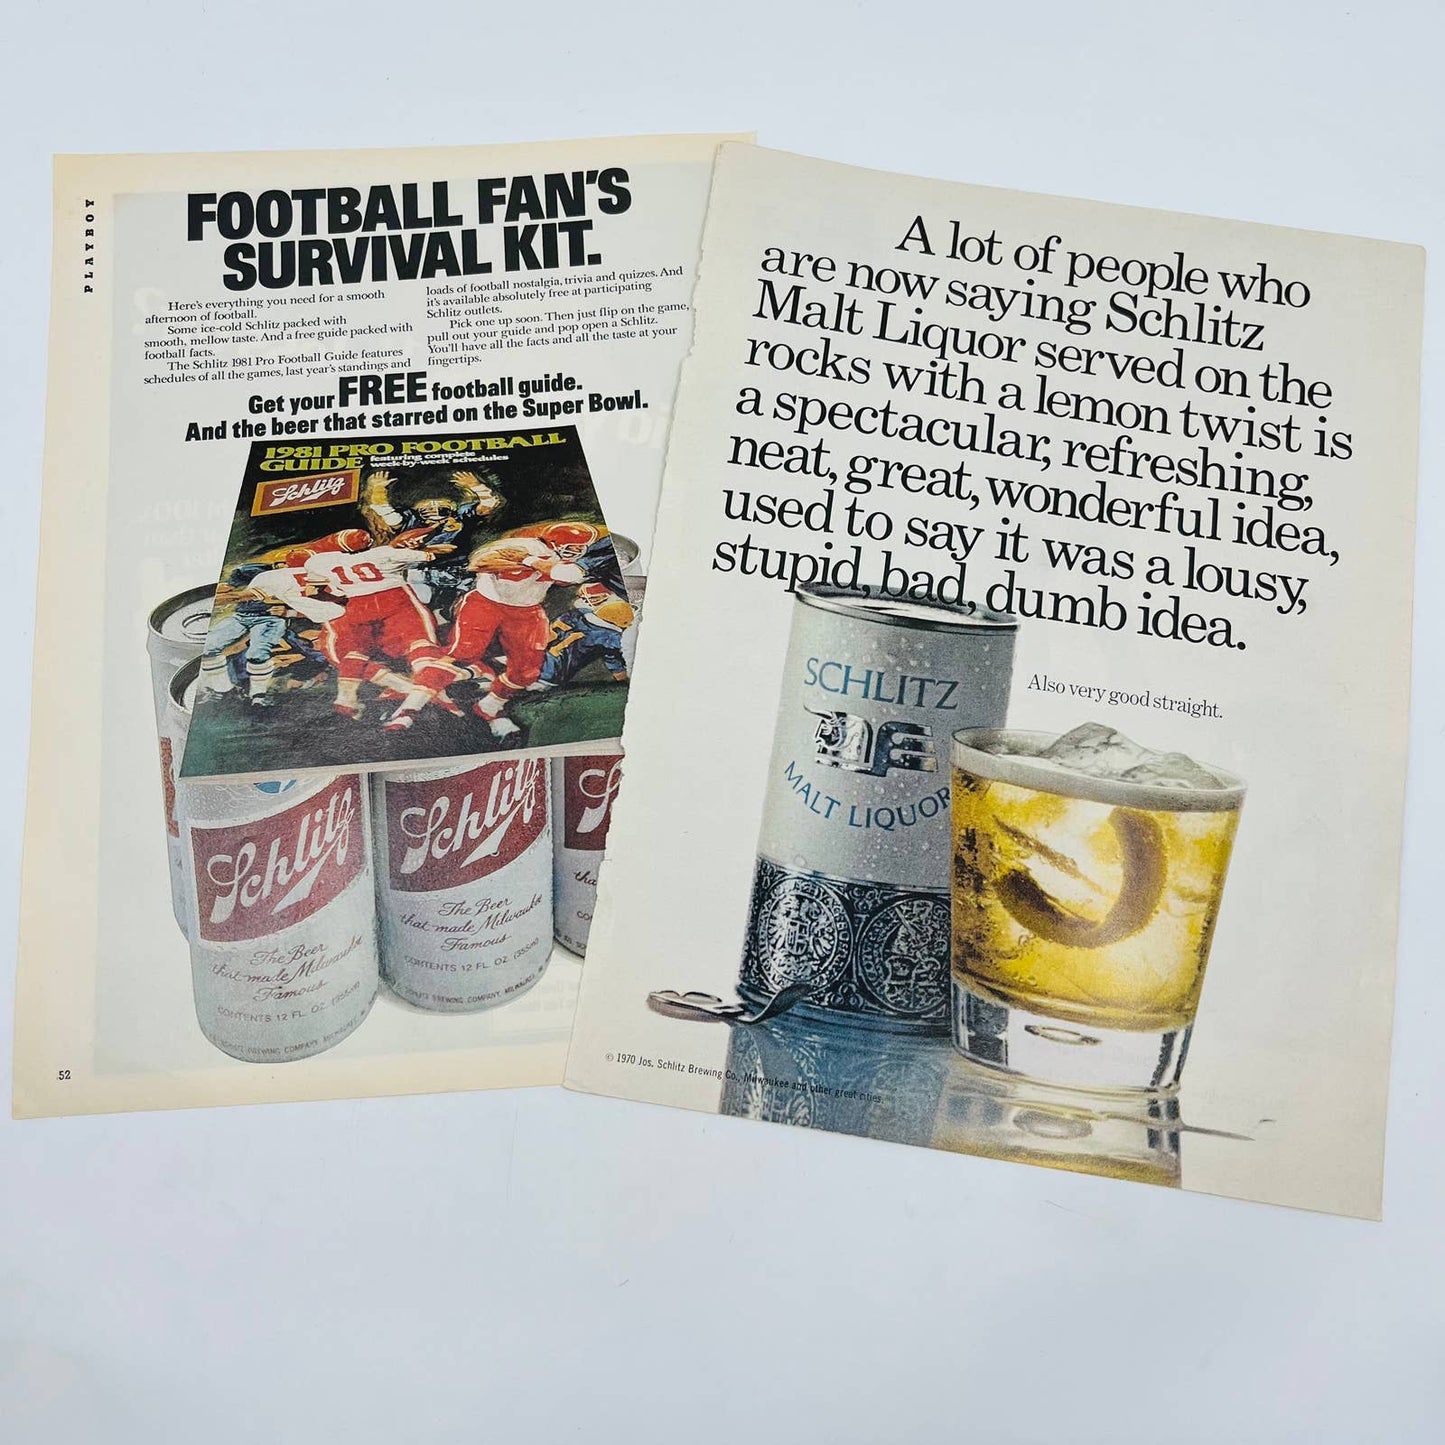 PLAYBOY
FOOTBALL FAN'S
SURVIVAL KIT.
Here's everything you need for a smooth
afternoon of football.
Some ice-cold Schlitz packed with
smooth, mellow taste. And a free guide packed with
football facts.
The Schlitz 1981 Pro Football Guide features
schedules of all the games, last year's standings and
loads of football nostalgia, trivia and quizzes. And
it's available absolutely free at participating
Schlitz outlets.
Pick one up soon. Then just flip on the game,
pull out your guide and pop open a Schlitz.
You'll have all the facts and all the taste at your
fingertips.
Get your FREE football guide.
And the beer that starred on the Super Bowl.
1981 PRO FOOTBALL
GUIDE featuring complete
week-by-week schedules
Schlitz
10
Schlitz
The Beer
that made Milwaukee
Famous
CONTENTS 12 FL. OZ. (355ml)
Schlitz
The Beer
that made Milwaukee
Famous
CONTENTS 12 FL. OZ. (355ml)
SCHLITZ BREWING COMPANY, MILWAUKEE,
52
A lot of people who
are now saying Schlitz
Malt Liquor served on the
rocks with a lemon twist is
a spectacular, refreshing,
neat, great, wonderful idea,
used to say it was a lousy,
stupid, bad, dumb idea.
Also very good straight.
SCHLITZ
MALT LIQUOR
© 1970 Jos. Schlitz Brewing Co., Milwaukee and other great cities.